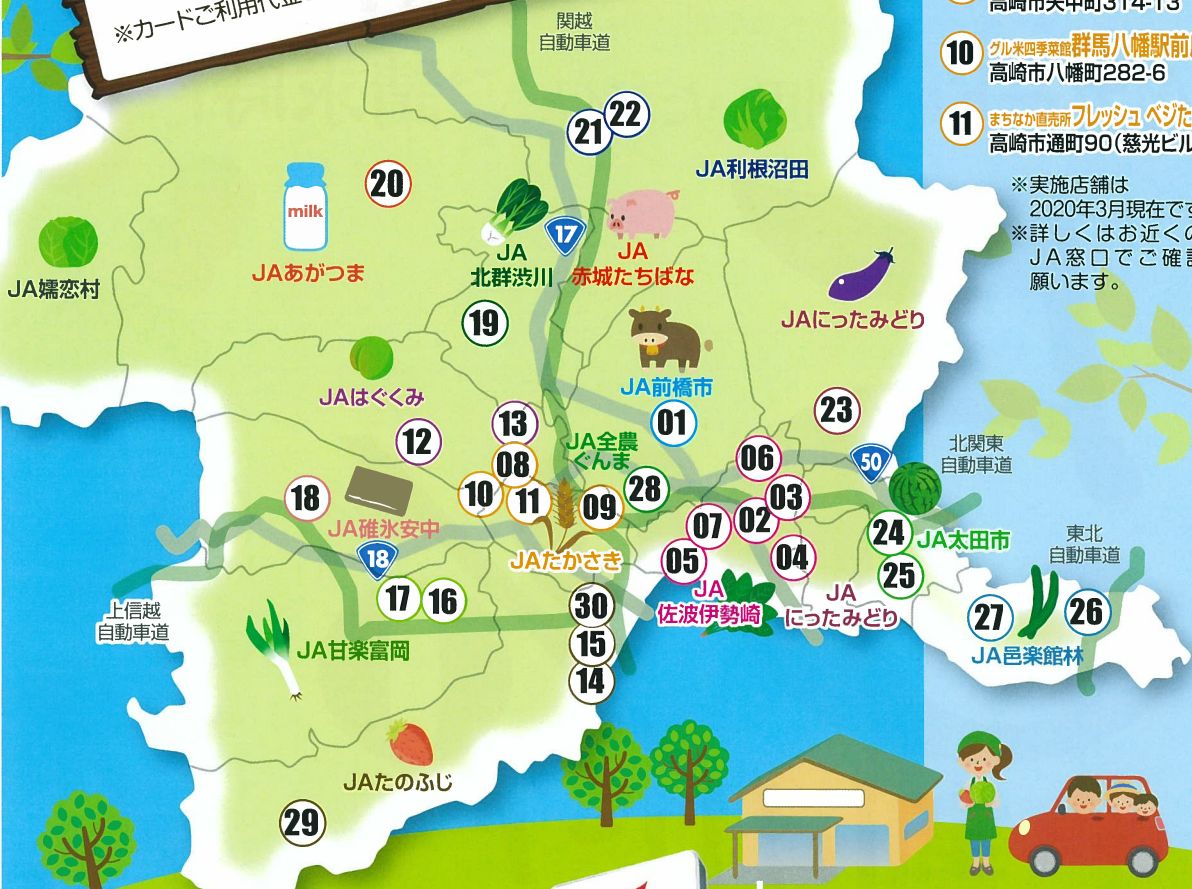 ※カードご利用代金
関越
自動車道
高崎市矢中町314-13
10 グル米四季菜館群馬八幡駅前
高崎市八幡町282-6
11 まちなか直売所フレッシュ ベジた
高崎市通町90(慈光ビル
※実施店舗は
2020年3月現在です
※詳しくはお近くの
JA窓口でご確認
願います。
22
21
JA利根沼田
20
milk
JAあがつま
JA嬬恋村
17
JA
北群渋川
JA
赤城たちばな
19
JAにったみどり
JAはぐくみ
JA前橋市
01
23
12
13
JA全農
ぐんま
08
10
11
09
28
06
03
02
07
05
04
50
北関東
自動車道
18
JA碓氷安中
18
JAたかさき
24
JA太田市
25
東北
自動車道
上信越
自動車道
17
16
30
15
14
JA
佐波伊勢崎
JA
にったみどり
27
26
JA邑楽館林
JA甘楽富岡
JAたのふじ
29